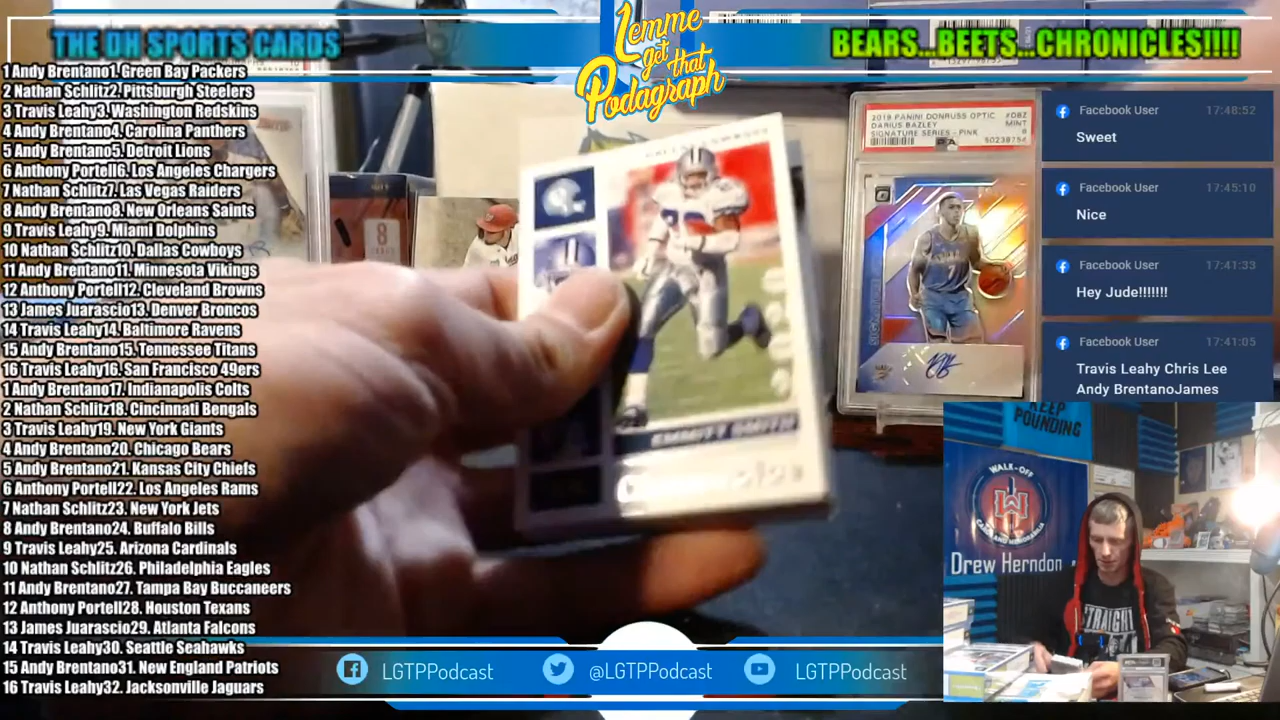 THE DH SPORTS CARDS
Lemme
get
that
Podagraph
BEARS...BEETS...CHRONICLES!!!!
1 Andy Brentano1. Green Bay Packers
2 Nathan Schlitz2. Pittsburgh Steelers
3 Travis Leahy3. Washington Redskins
4 Andy Brentano4. Carolina Panthers
5 Andy Brentano5. Detroit Lions
6 Anthony Portell6. Los Angeles Chargers
7 Nathan Schlitz7. Las Vegas Raiders
8 Andy Brentano8. New Orleans Saints
9 Travis Leahy9. Miami Dolphins
10 Nathan Schlitz10. Dallas Cowboys
11 Andy Brentano11. Minnesota Vikings
12 Anthony Portell12. Cleveland Browns
13 James Juarascio13. Denver Broncos
14 Travis Leahy14. Baltimore Ravens
15 Andy Brentano15. Tennessee Titans
16 Travis Leahy16. San Francisco 49ers
1 Andy Brentano17. Indianapolis Colts
2 Nathan Schlitz18. Cincinnati Bengals
3 Travis Leahy19. New York Giants
4 Andy Brentano20. Chicago Bears
5 Andy Brentano21. Kansas City Chiefs
6 Anthony Portell22. Los Angeles Rams
7 Nathan Schlitz23. New York Jets
8 Andy Brentano24. Buffalo Bills
9 Travis Leahy25. Arizona Cardinals
10 Nathan Schlitz26. Philadelphia Eagles
11 Andy Brentano27. Tampa Bay Buccaneers
12 Anthony Portell28. Houston Texans
13 James Juarascio29. Atlanta Falcons
14 Travis Leahy30. Seattle Seahawks
15 Andy Brentano31. New England Patriots
16 Travis Leahy32. Jacksonville Jaguars
8
EMMITT SMITH
2019 PANINI DONRUSS OPTIC #DBZ
DARIUS BAZLEY MINT
SIGNATURE SERIES - PINK
PSA
7
Facebook User 17:48:52
Sweet
Facebook User 17:45:10
Nice
Facebook User 17:41:33
Hey Jude!!!!!!!
Facebook User 17:41:05
Travis Leahy Chris Lee
Andy BrentanoJames
KEEP
POUNDING
WALK-OFF
CARDS AND MEMORABILIA
Drew Herndon
STRAIGHT
LGTPPodcast
@LGTPPodcast
LGTPPodcast